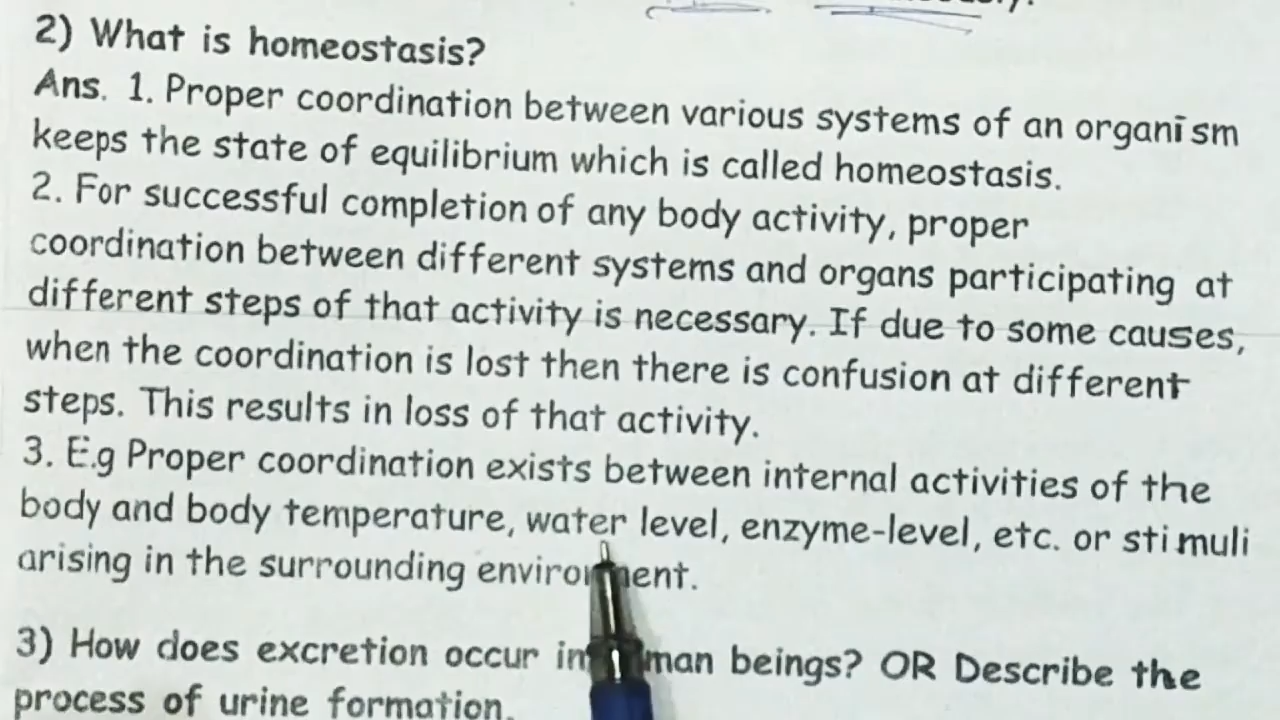 2) What is homeostasis?
Ans. 1. Proper coordination between various systems of an organism
keeps the state of equilibrium which is called homeostasis.
2. For successful completion of any body activity, proper
coordination between different systems and organs participating at
different steps of that activity is necessary. If due to some causes,
when the coordination is lost then there is confusion at different
steps. This results in loss of that activity.
3. E.g Proper coordination exists between internal activities of the
body and body temperature, water level, enzyme-level, etc. or stimuli
arising in the surrounding environment.
3) How does excretion occur in human beings? OR Describe the
process of urine formation.